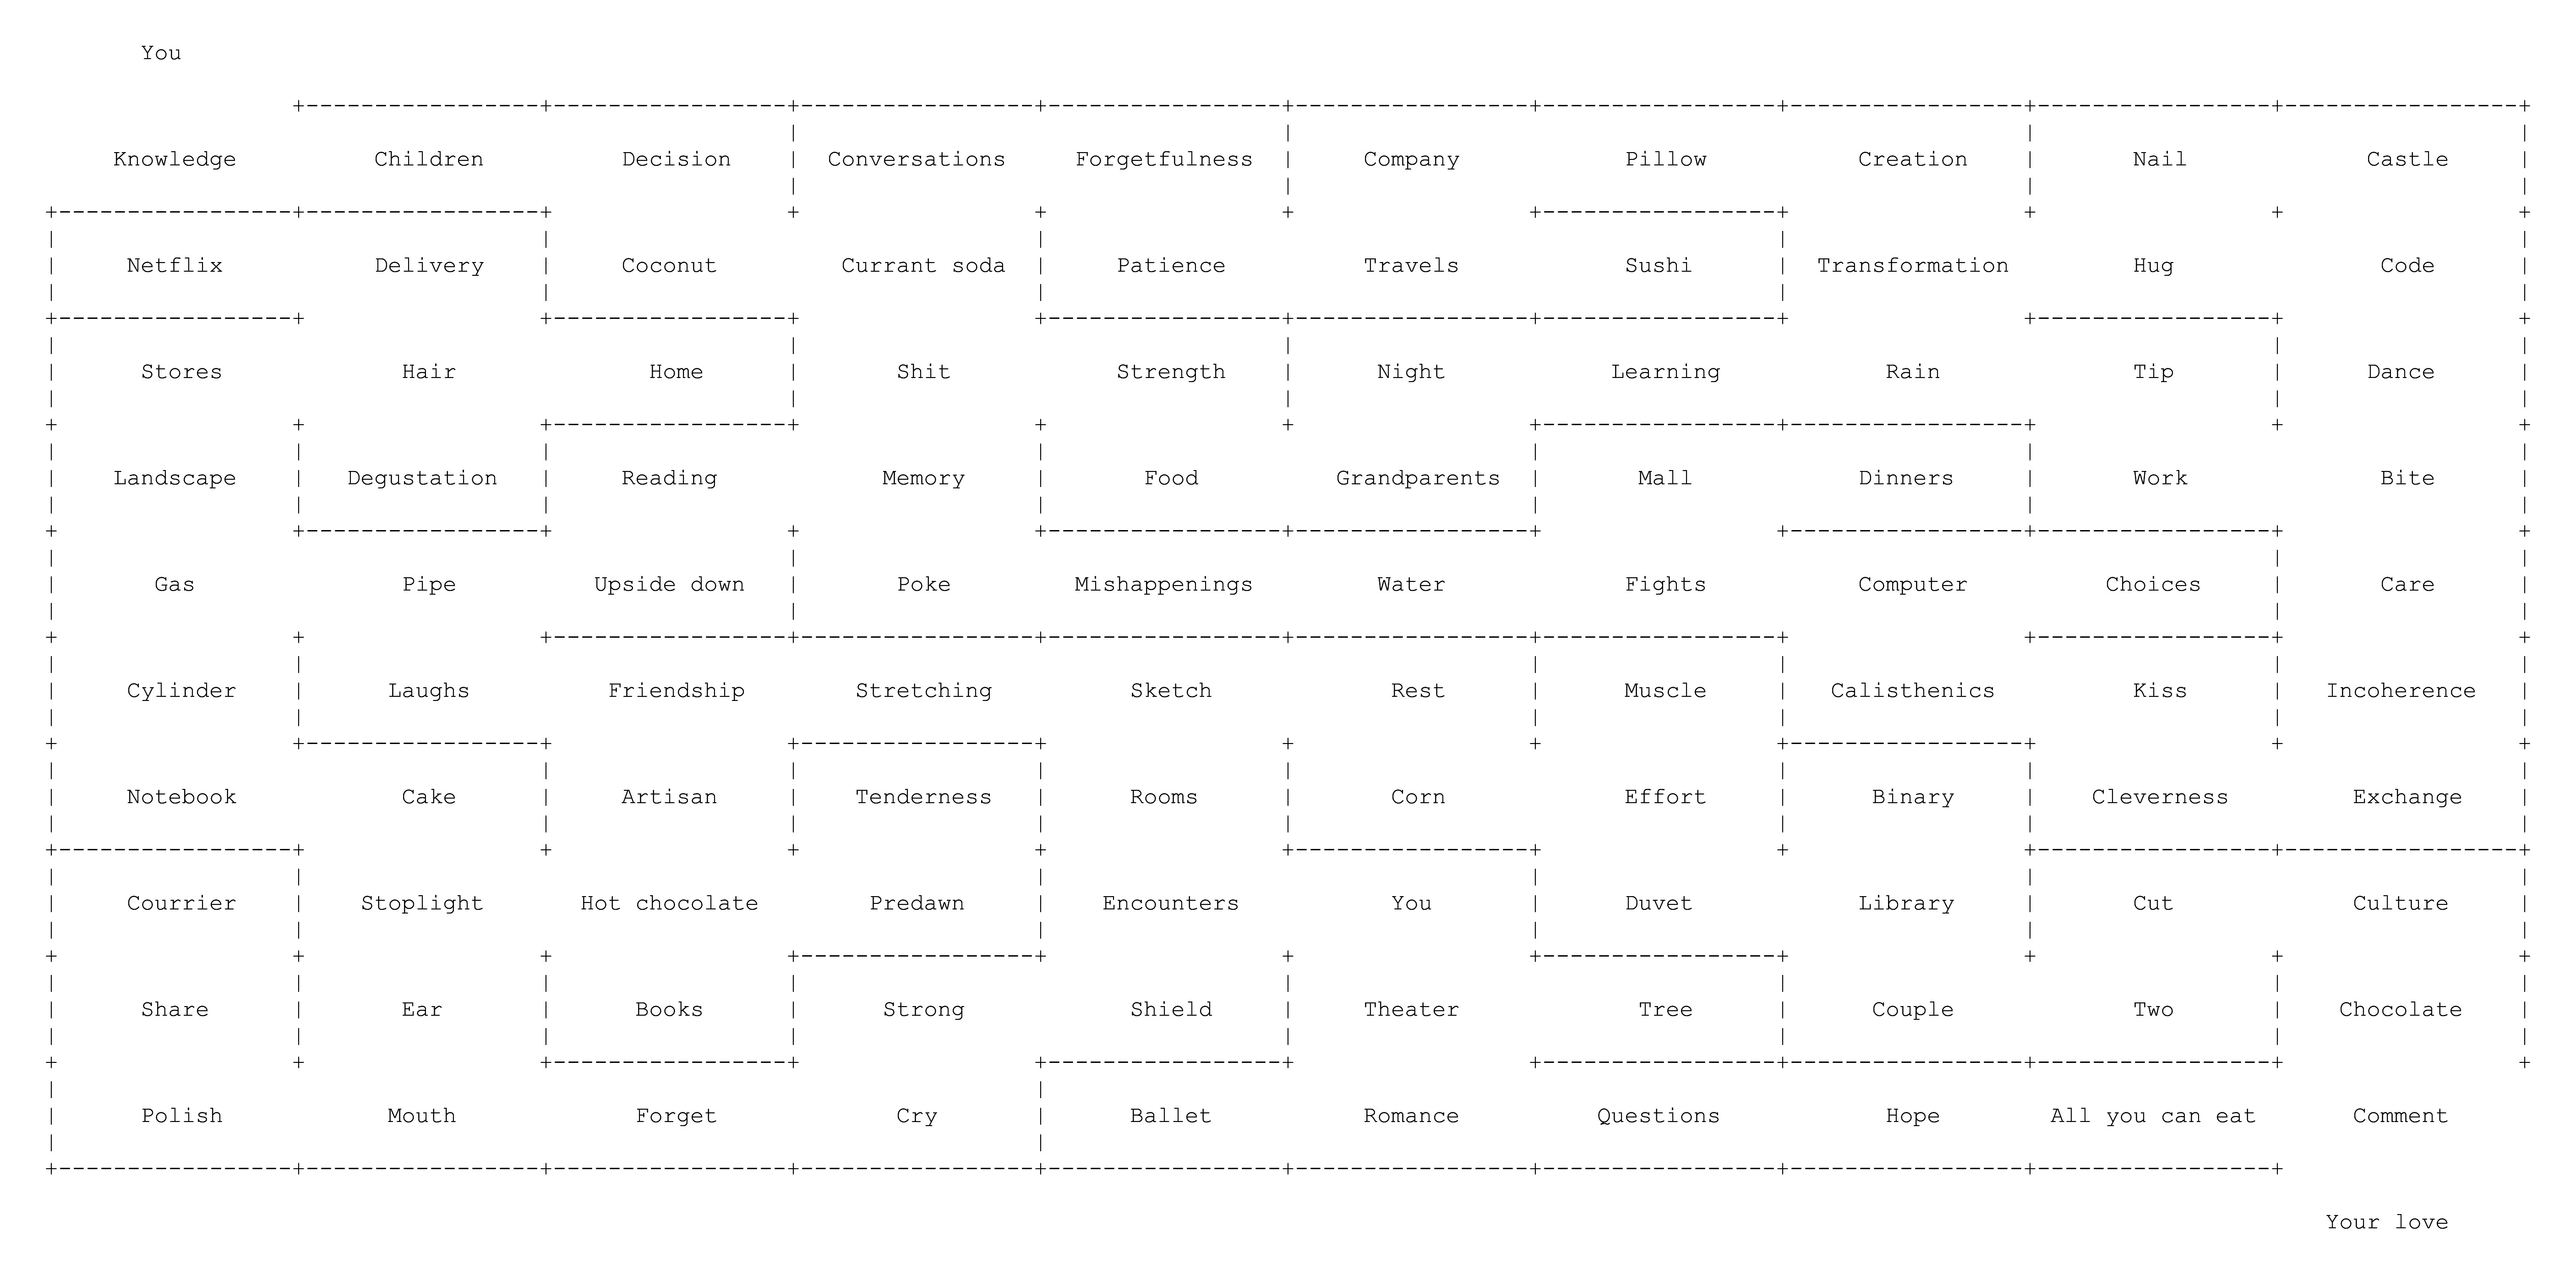 You
Knowledge Children Decision Conversations Forgetfulness Company Pillow Creation Nail Castle
Netflix Delivery Coconut Currant soda Patience Travels Sushi Transformation Hug Code
Stores Hair Home Shit Strength Night Learning Rain Tip Dance
Landscape Degustation Reading Memory Food Grandparents Mall Dinners Work Bite
Gas Pipe Upside down Poke Mishappenings Water Fights Computer Choices Care
Cylinder Laughs Friendship Stretching Sketch Rest Muscle Calisthenics Kiss Incoherence
Notebook Cake Artisan Tenderness Rooms Corn Effort Binary Cleverness Exchange
Courrier Stoplight Hot chocolate Predawn Encounters You Duvet Library Cut Culture
Share Ear Books Strong Shield Theater Tree Couple Two Chocolate
Polish Mouth Forget Cry Ballet Romance Questions Hope All you can eat Comment
Your love